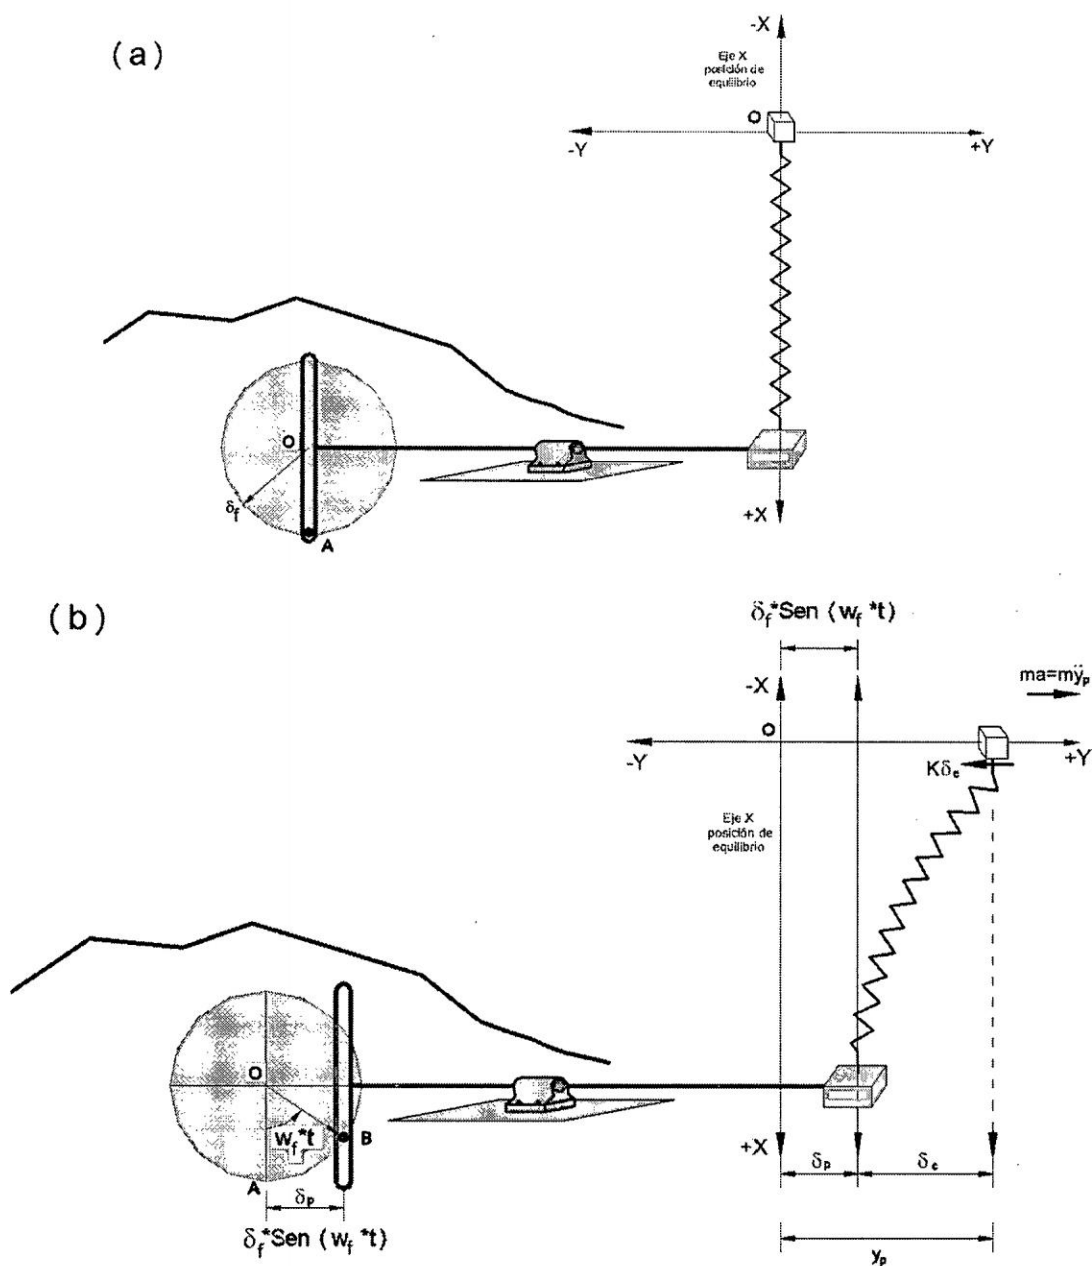 (a)
-X
Eje X
posición de
equilibrio
O
-Y
+Y
O
δf
A
+X
(b)
δf*Sen (wf *t)
-X
ma=mÿp
O
-Y
+Y
Kδe
Eje X
posición de
equilibrio
O
wf*t
B
A
δp
δf*Sen (wf *t)
+X
δp
δe
yp